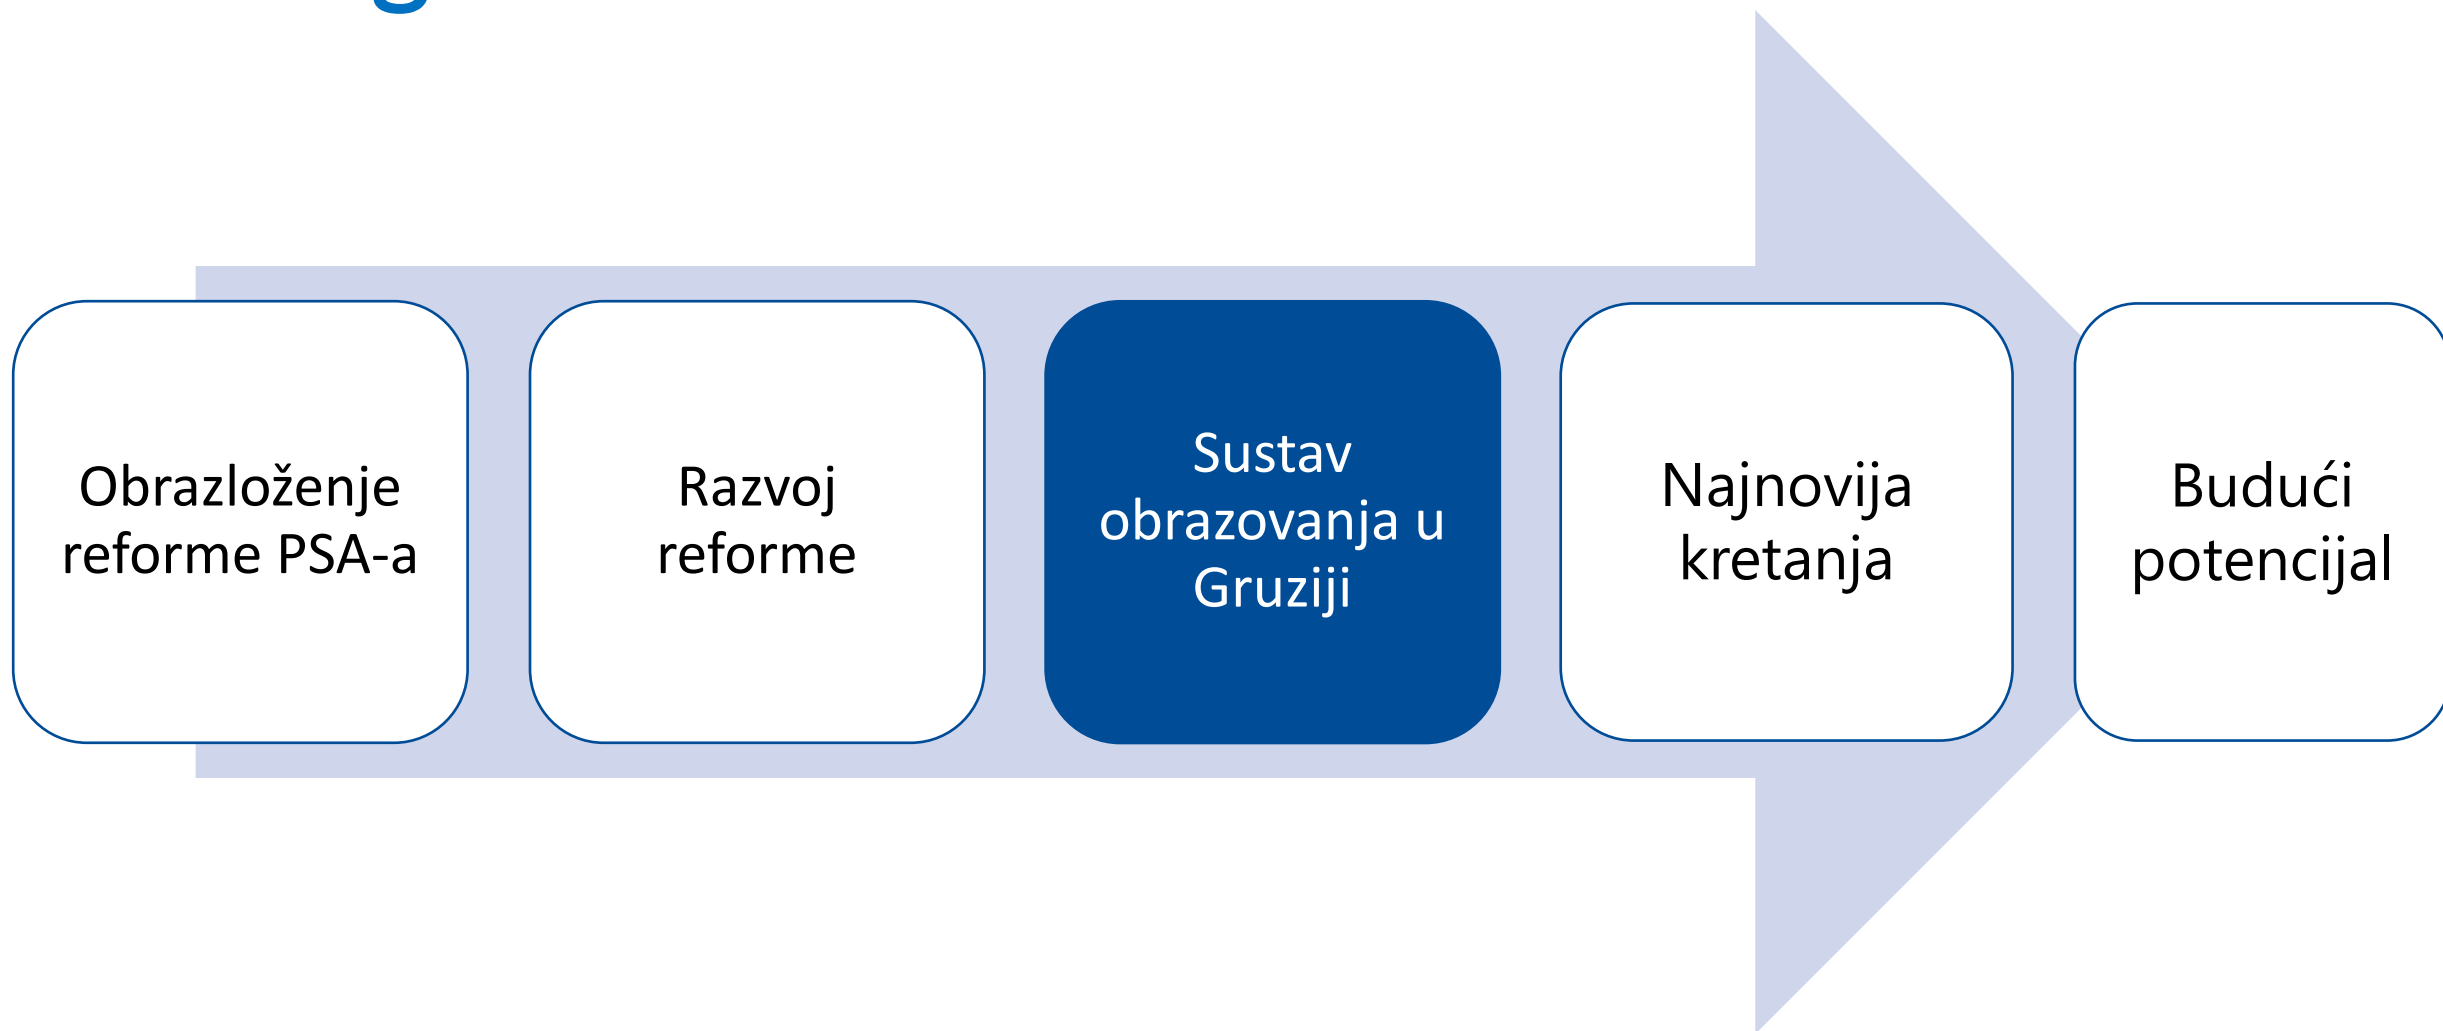 Obrazloženje
reforme PSA-a
Razvoj
reforme
Sustav
obrazovanja u
Gruziji
Najnovija
kretanja
Budući
potencijal